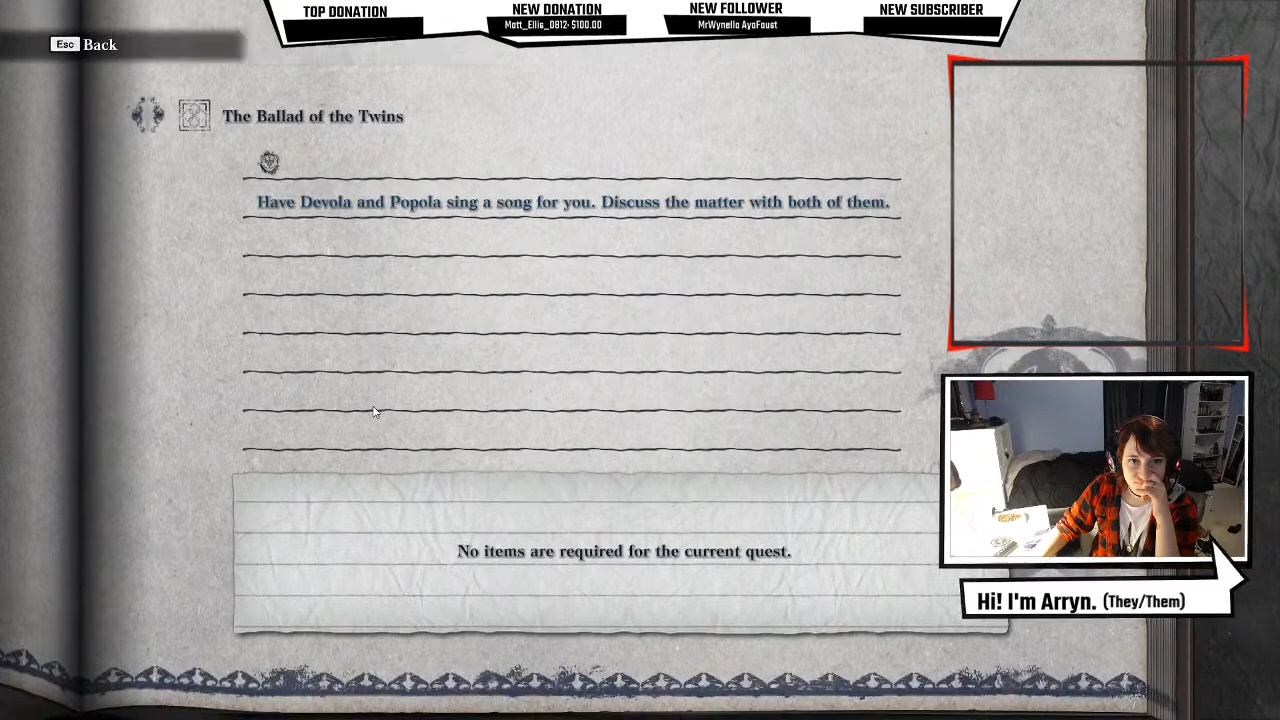 TOP DONATION
NEW DONATION
NEW FOLLOWER
NEW SUBSCRIBER
Matt_Ellis_0812: $100.00
MrWynello AyoFaust
Esc Back
The Ballad of the Twins
Have Devola and Popola sing a song for you. Discuss the matter with both of them.
No items are required for the current quest.
Hi! I'm Arryn. (They/Them)